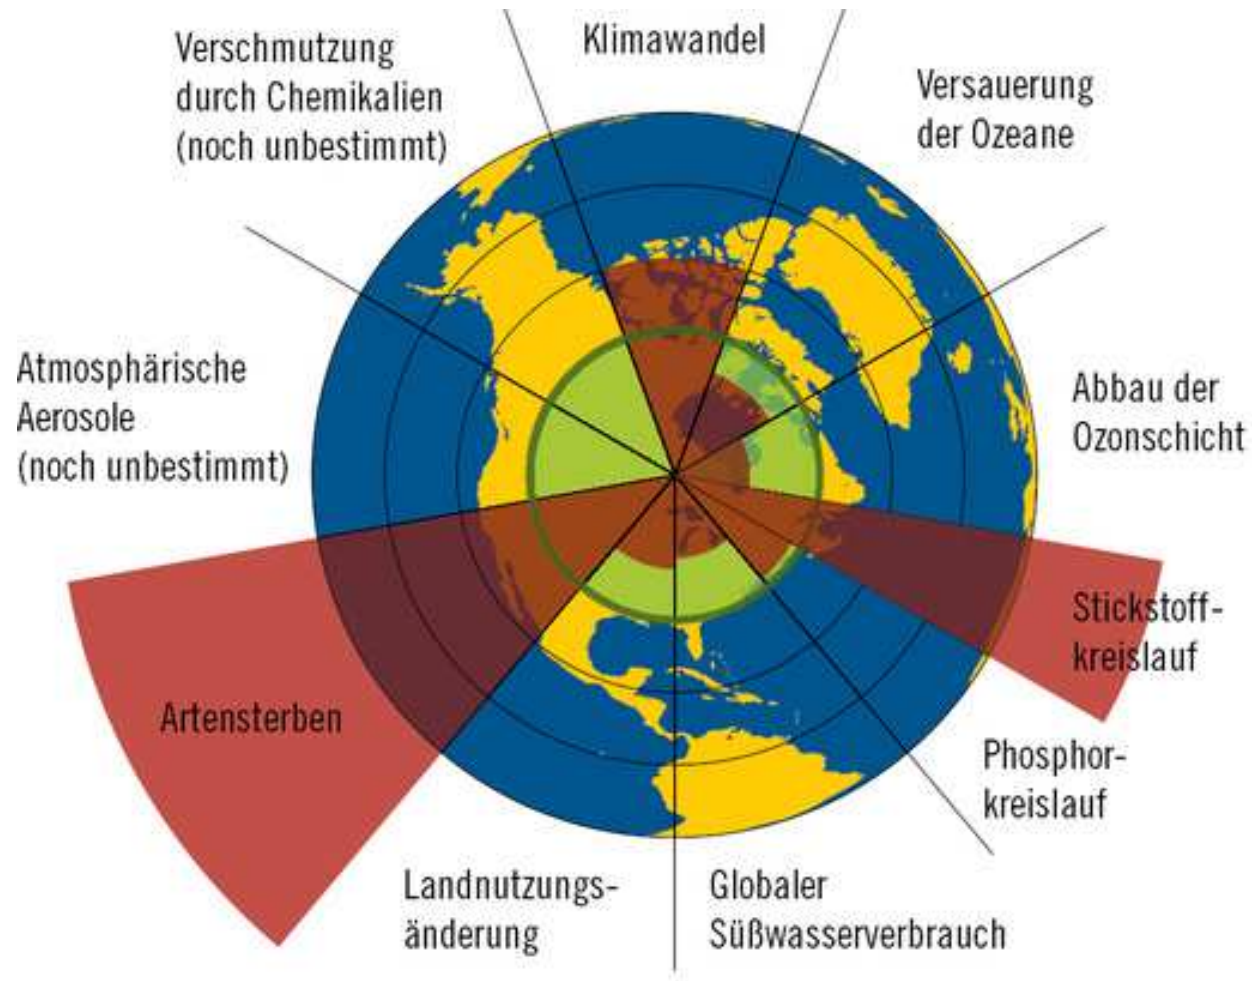 Klimawandel
Verschmutzung
durch Chemikalien
(noch unbestimmt)
Versauerung
der Ozeane
Atmosphärische
Aerosole
(noch unbestimmt)
Abbau der
Ozonschicht
Stickstoff-
kreislauf
Artensterben
Phosphor-
kreislauf
Landnutzungs-
änderung
Globaler
Süßwasserverbrauch